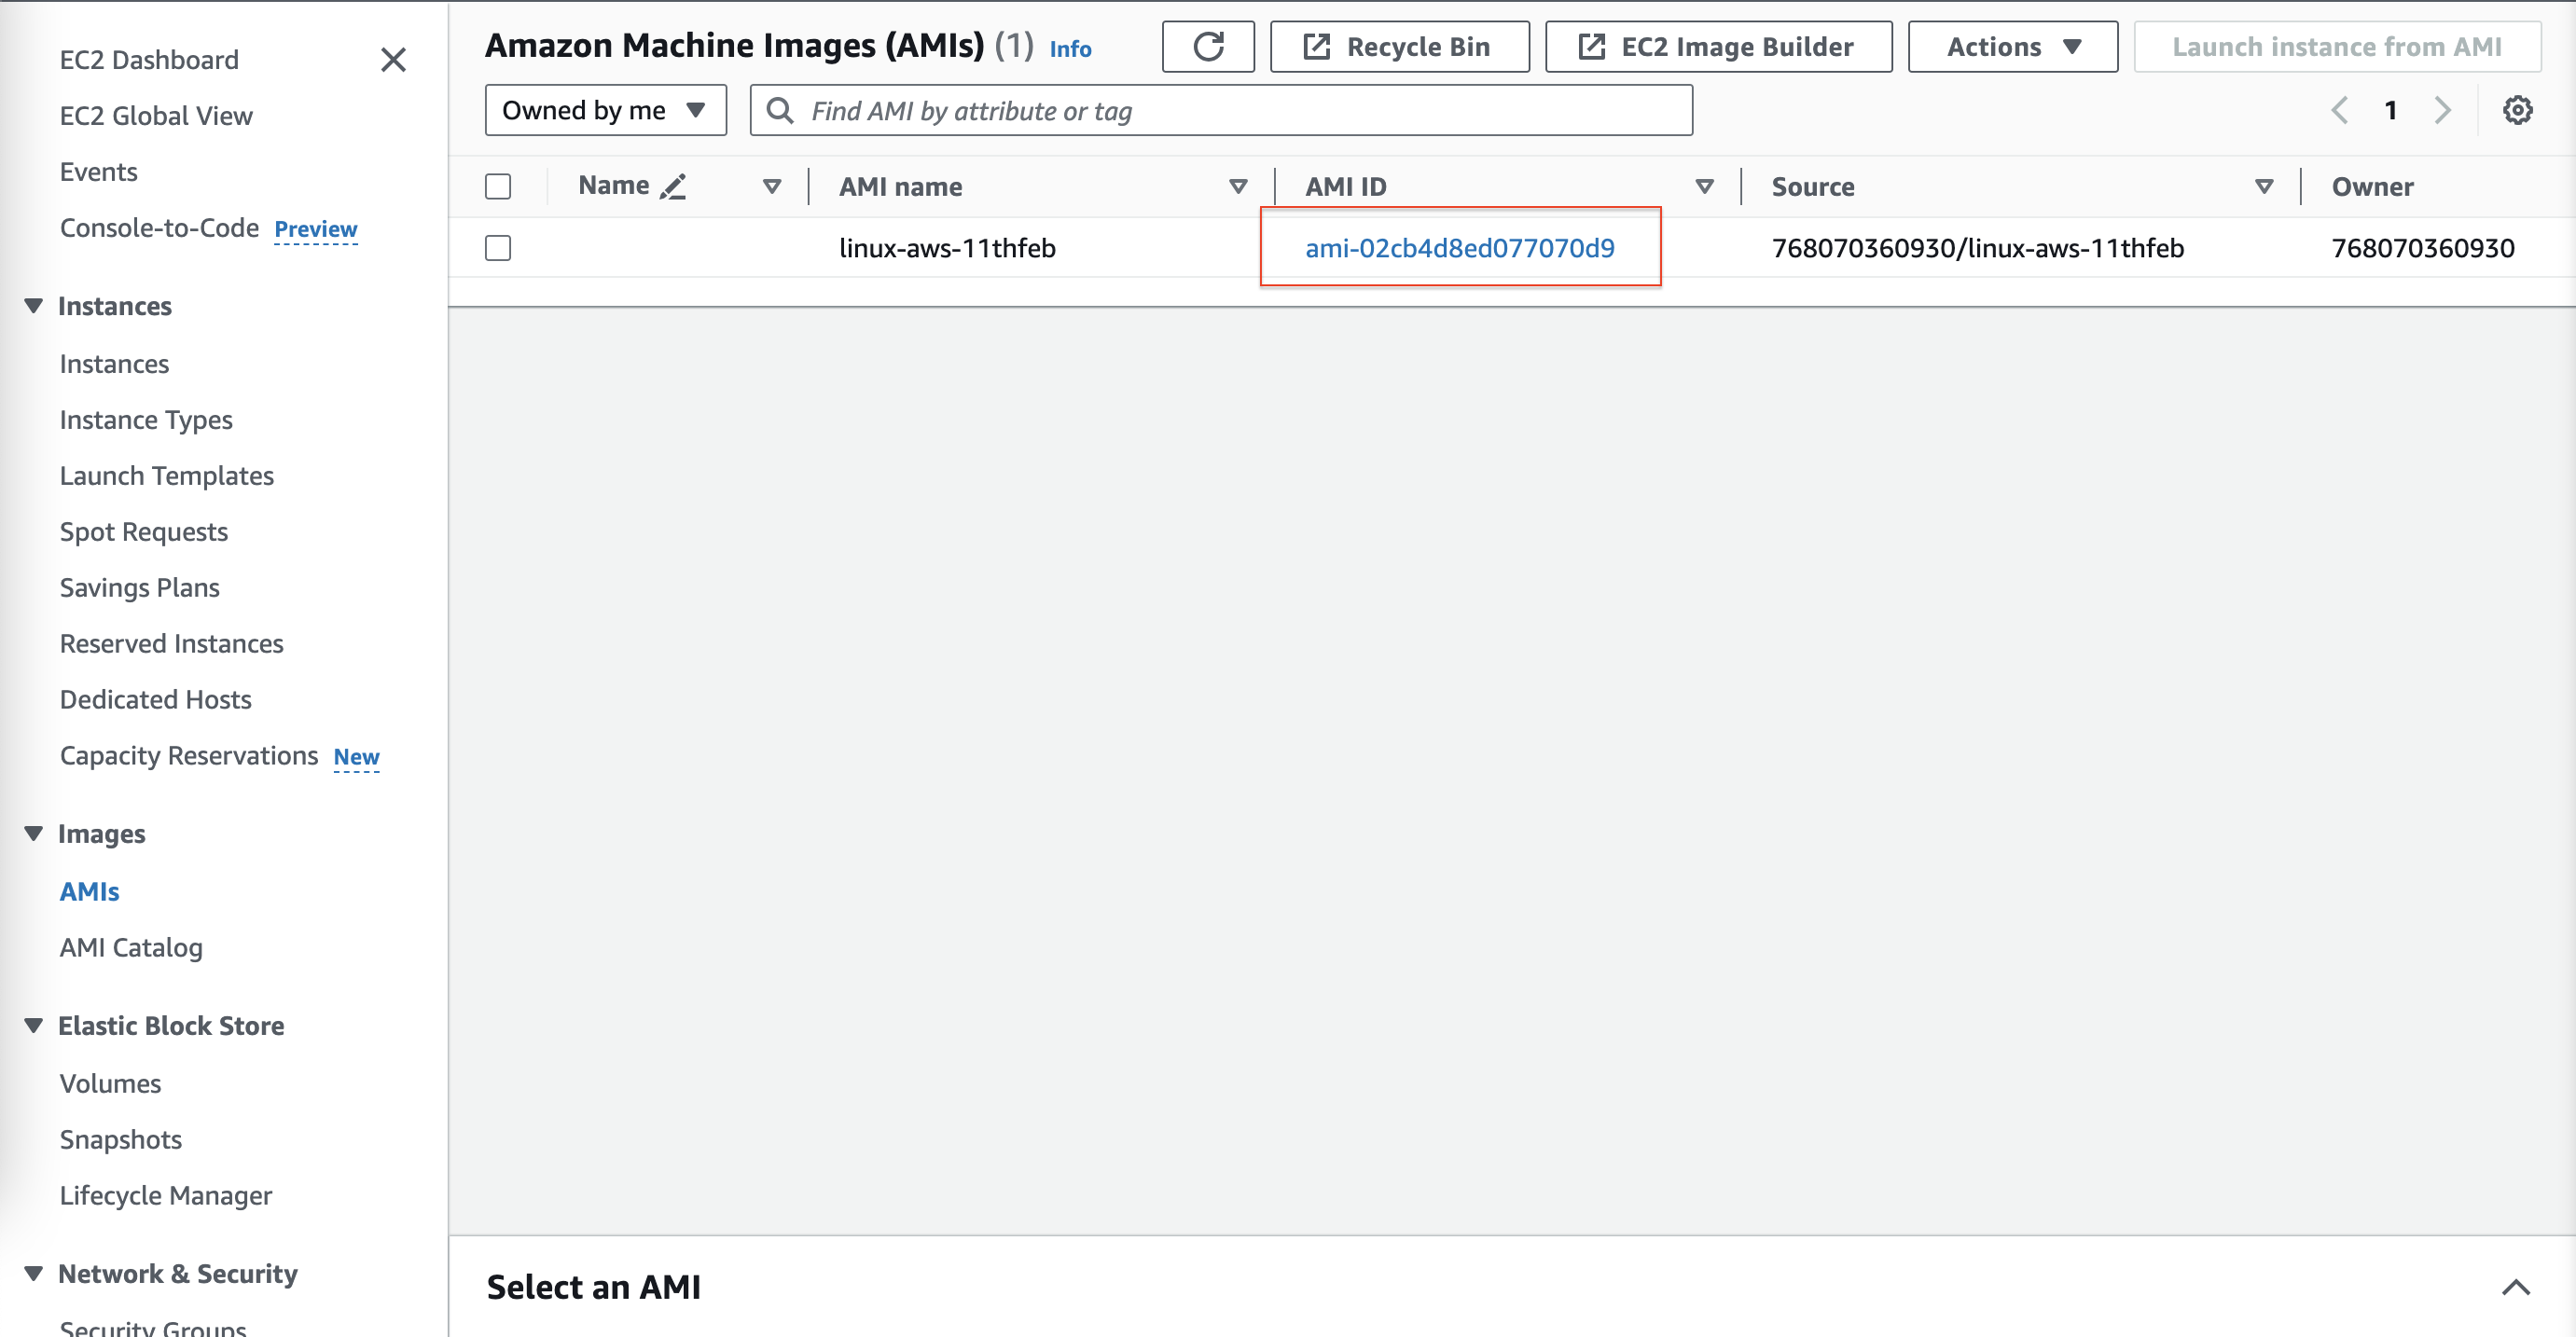 EC2 Dashboard
EC2 Global View
Events
Console-to-Code Preview
Instances
Instances
Instance Types
Launch Templates
Spot Requests
Savings Plans
Reserved Instances
Dedicated Hosts
Capacity Reservations New
Images
AMIs
AMI Catalog
Elastic Block Store
Volumes
Snapshots
Lifecycle Manager
Network & Security
Security Groups
Amazon Machine Images (AMIs) (1) Info
Recycle Bin
EC2 Image Builder
Actions
Launch instance from AMI
Owned by me
Find AMI by attribute or tag
1
Name AMI name AMI ID Source Owner
linux-aws-11thfeb ami-02cb4d8ed077070d9 768070360930/linux-aws-11thfeb 768070360930
Select an AMI